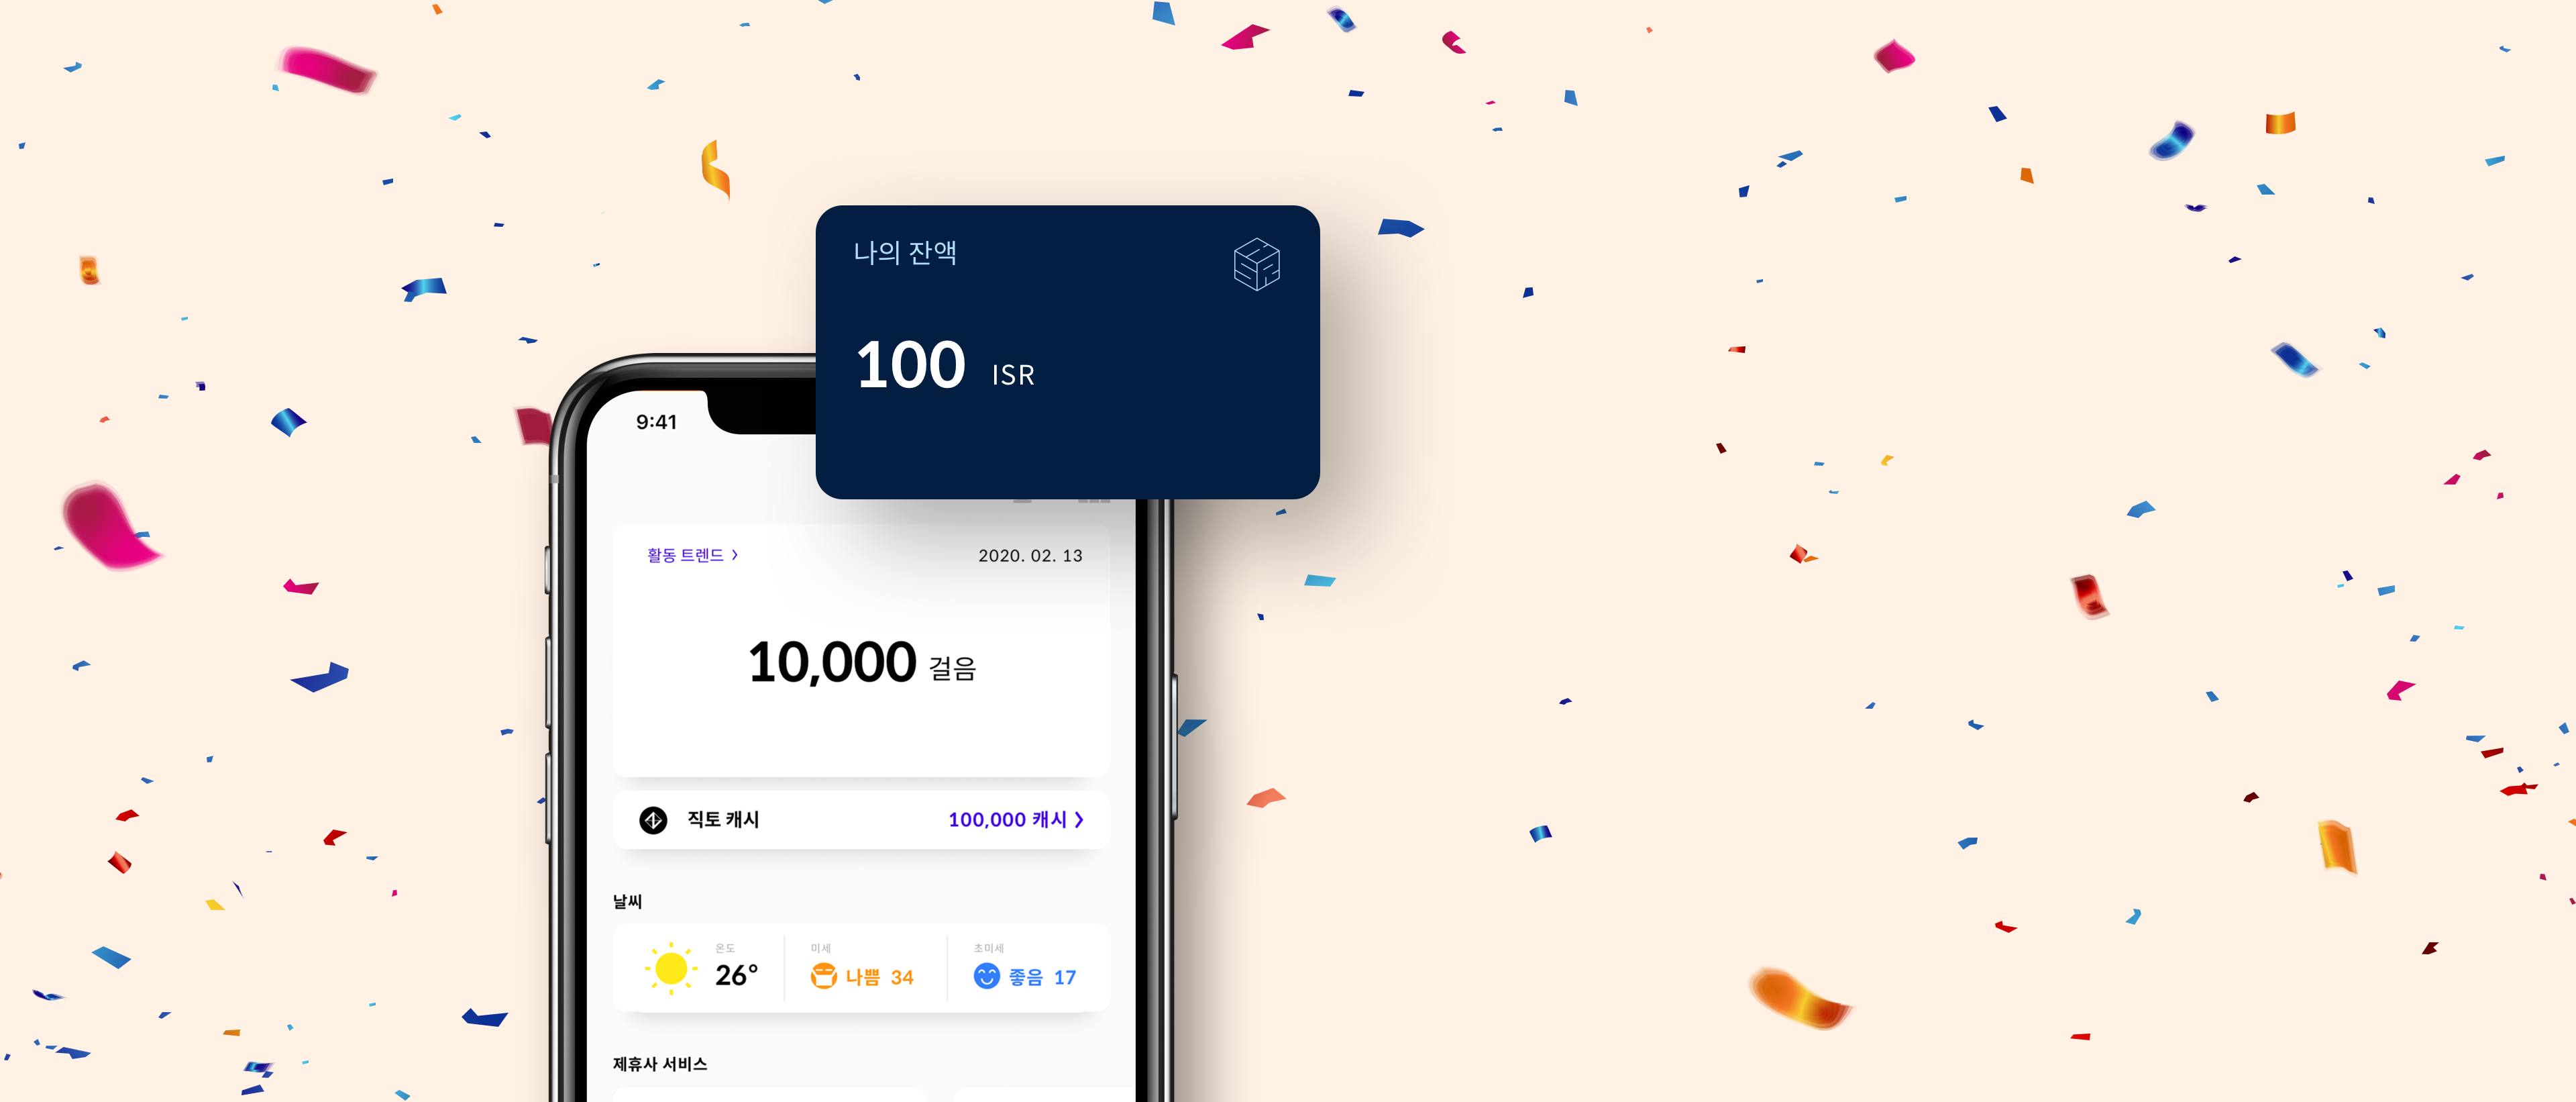 나의 잔액
100 ISR
9:41
활동 트렌드 >
2020. 02. 13
10,000 걸음
직토 캐시
100,000 캐시 >
날씨
온도
26°
미세
나쁨 34
초미세
좋음 17
제휴사 서비스